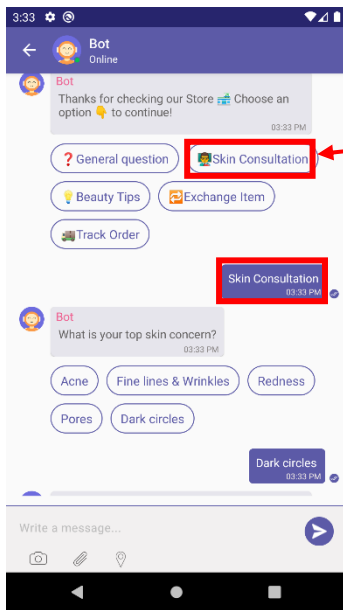 3:33
Bot
Online
Bot
Thanks for checking our Store 🏪 Choose an
option 👇 to continue!
03:33 PM
❓General question 👨‍🏫Skin Consultation
💡Beauty Tips 🔁Exchange Item
🚚Track Order
Skin Consultation
03:33 PM
Bot
What is your top skin concern?
03:33 PM
Acne Fine lines & Wrinkles Redness
Pores Dark circles
Dark circles
03:33 PM
Write a message...